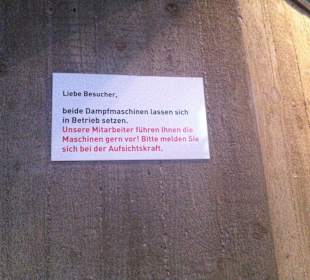 Liebe Besucher,
beide Dampfmaschinen lassen sich
in Betrieb setzen.
Unsere Mitarbeiter führen Ihnen die
Maschinen gern vor! Bitte melden Sie
sich bei der Aufsichtskraft.